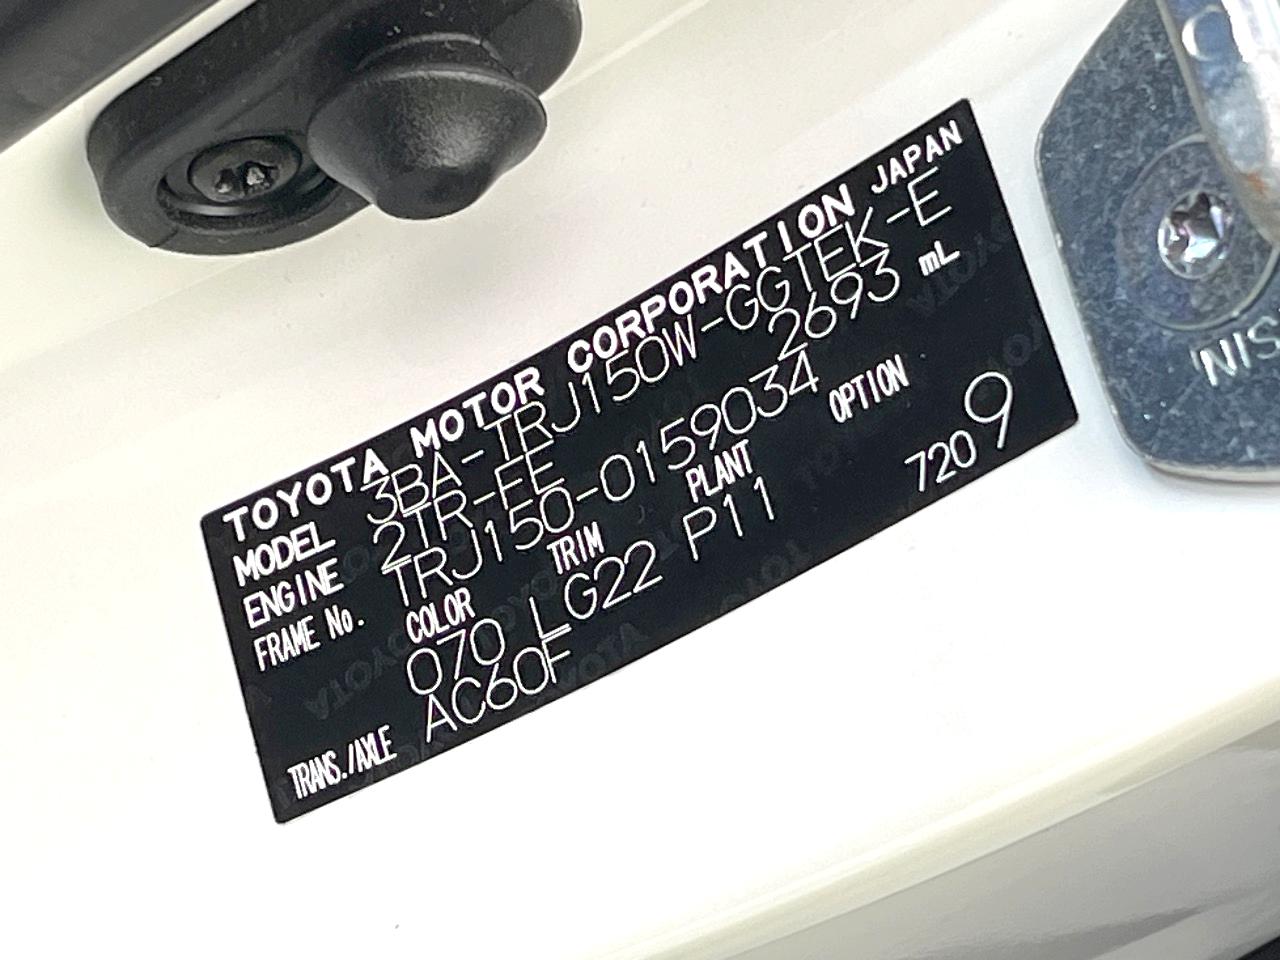 TOYOTA MOTOR CORPORATION JAPAN
MODEL 3BA-TRJ150W-GGTEK-E
ENGINE 2TR-FE 2693 mL
FRAME No. TRJ150-0159034
COLOR TRIM PLANT OPTION
070 LG22 P11 720 9
TRANS./AXLE AC60F